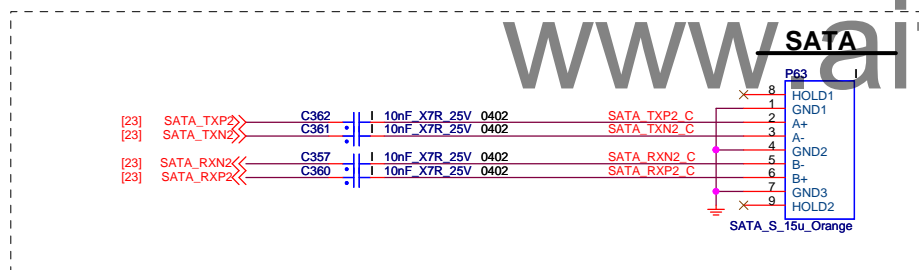 www.ai
SATA
P63
I
8 HOLD1
1 GND1
[23] SATA_TXP2 C362 I 10nF_X7R_25V 0402 SATA_TXP2_C 2 A+
[23] SATA_TXN2 C361 I 10nF_X7R_25V 0402 SATA_TXN2_C 3 A-
4 GND2
[23] SATA_RXN2 C357 I 10nF_X7R_25V 0402 SATA_RXN2_C 5 B-
[23] SATA_RXP2 C360 I 10nF_X7R_25V 0402 SATA_RXP2_C 6 B+
7 GND3
9 HOLD2
SATA_S_15u_Orange